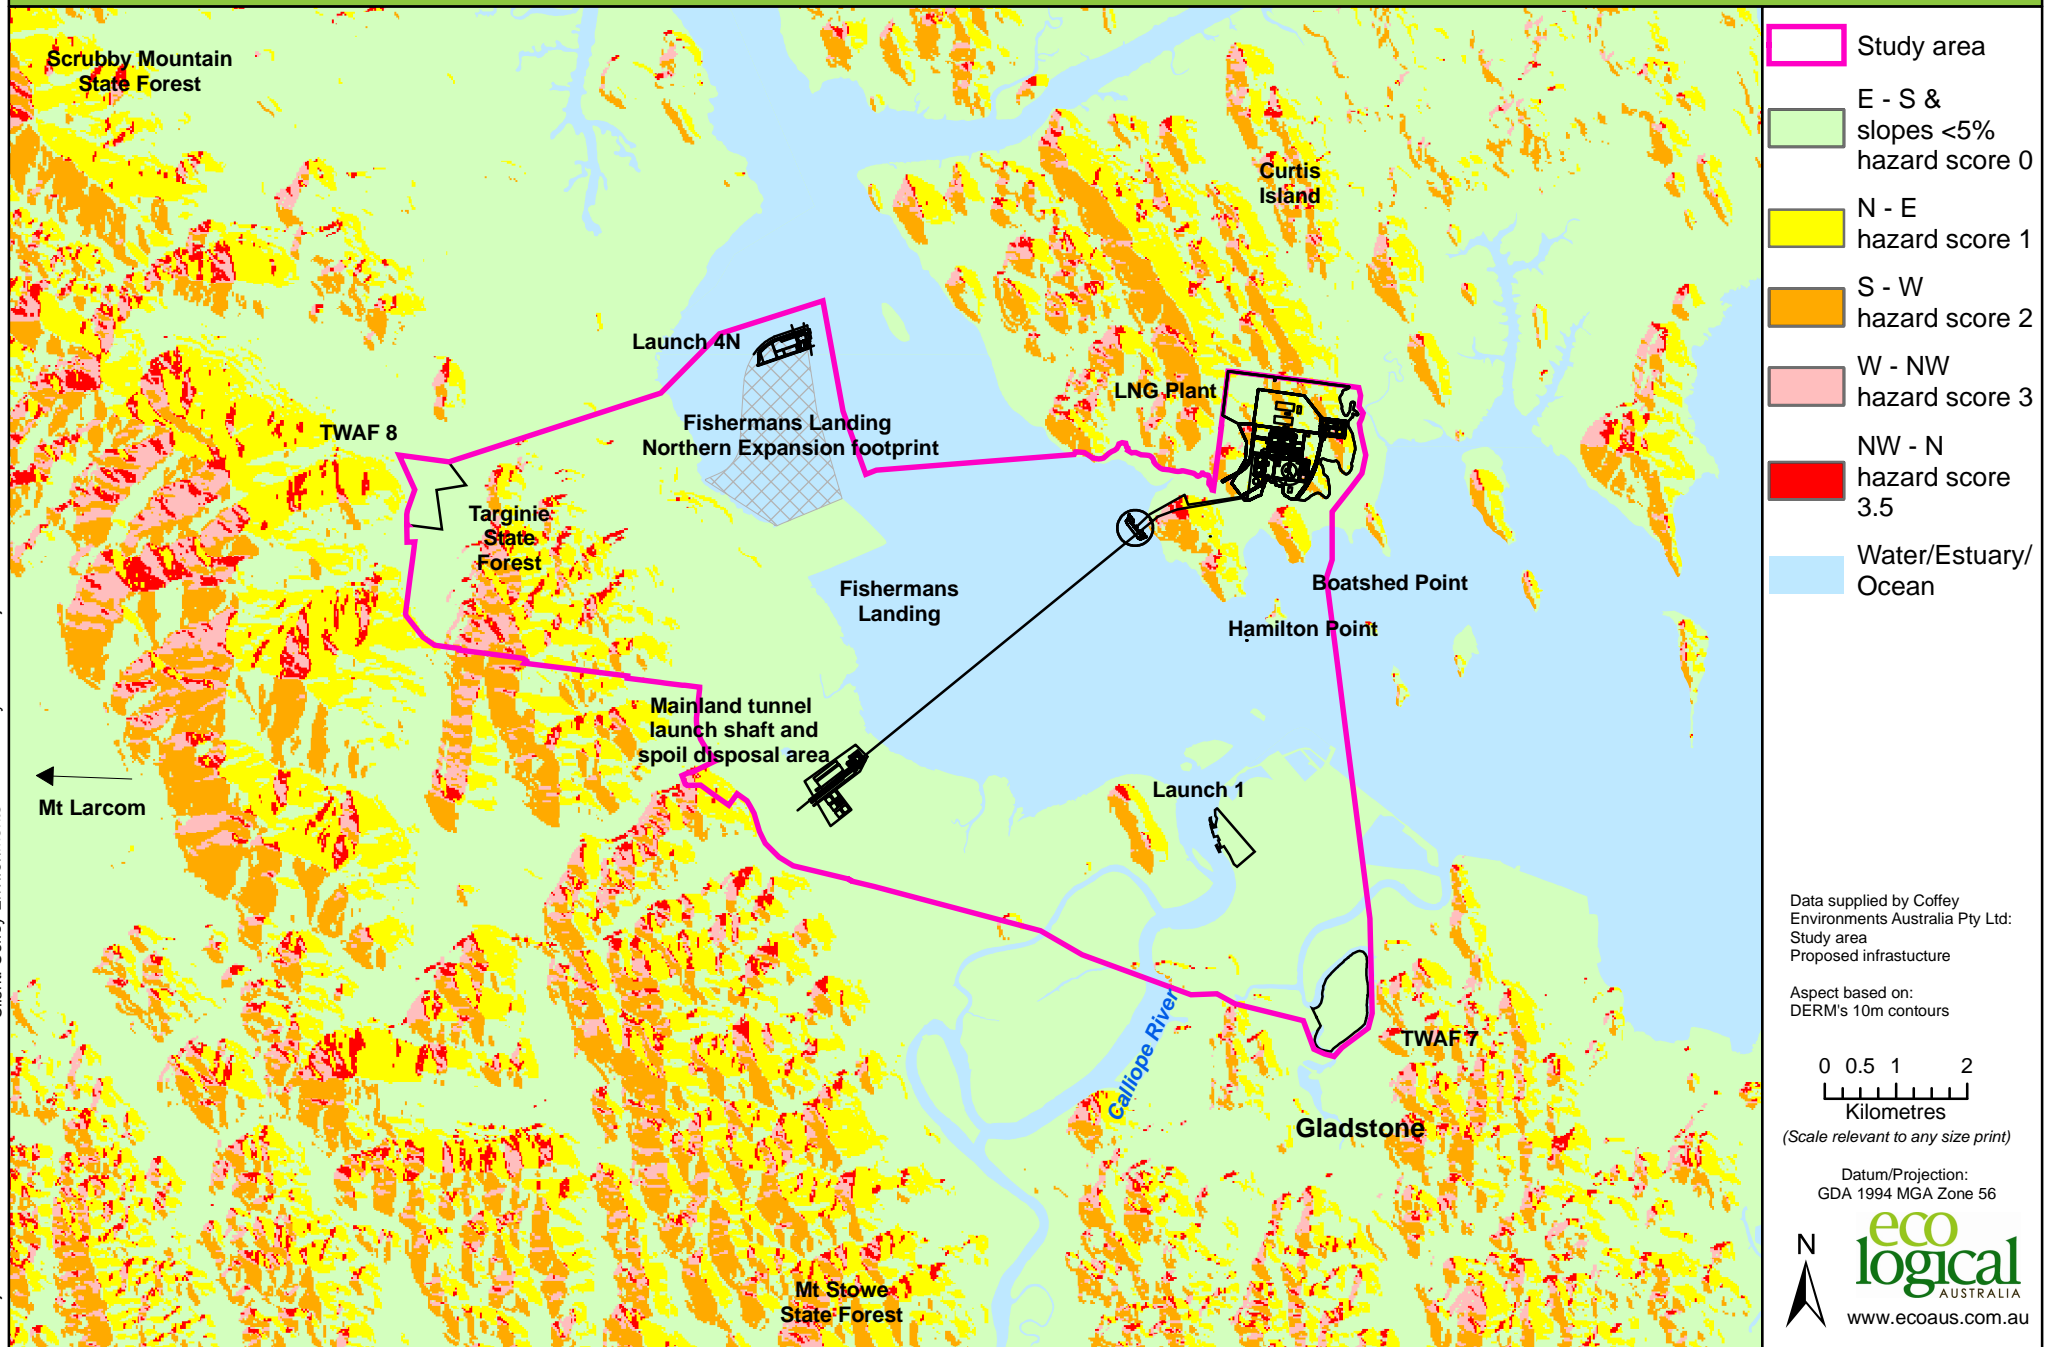 Scrubby Mountain
State Forest
Curtis
Island
Launch 4N
LNG Plant
Fishermans Landing
Northern Expansion footprint
TWAF 8
Targinie
State
Forest
Fishermans
Landing
Boatshed Point
Hamilton Point
Mainland tunnel
launch shaft and
spoil disposal area
Mt Larcom
Launch 1
Calliope River
TWAF 7
Gladstone
Mt Stowe
State Forest
Study area
E - S &
slopes <5%
hazard score 0
N - E
hazard score 1
S - W
hazard score 2
W - NW
hazard score 3
NW - N
hazard score
3.5
Water/Estuary/
Ocean
Data supplied by Coffey
Environments Australia Pty Ltd:
Study area
Proposed infrastucture
Aspect based on:
DERM's 10m contours
0 0.5 1 2
Kilometres
(Scale relevant to any size print)
Datum/Projection:
GDA 1994 MGA Zone 56
N
eco
logical
AUSTRALIA
www.ecoaus.com.au